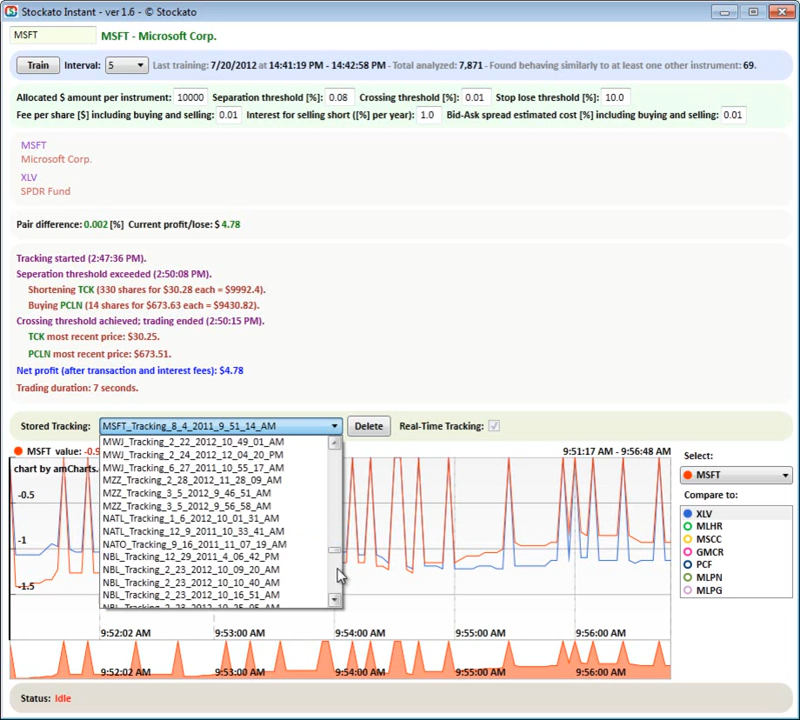 Stockato Instant - ver 1.6 - © Stockato
MSFT MSFT - Microsoft Corp.
Train Interval: 5 Last training: 7/20/2012 at 14:41:19 PM - 14:42:58 PM - Total analyzed: 7,871 - Found behaving similarly to at least one other instrument: 69.
Allocated $ amount per instrument: 10000 Separation threshold [%]: 0.08 Crossing threshold [%]: 0.01 Stop lose threshold [%]: 10.0
Fee per share [$] including buying and selling: 0.01 Interest for selling short ([%] per year): 1.0 Bid-Ask spread estimated cost [%] including buying and selling: 0.01
MSFT
Microsoft Corp.
XLV
SPDR Fund
Pair difference: 0.002 [%] Current profit/lose: $ 4.78
Tracking started (2:47:36 PM).
Seperation threshold exceeded (2:50:08 PM).
Shortening TCK (330 shares for $30.28 each = $9992.4).
Buying PCLN (14 shares for $673.63 each = $9430.82).
Crossing threshold achieved; trading ended (2:50:15 PM).
TCK most recent price: $30.25.
PCLN most recent price: $673.51.
Net profit (after transaction and interest fees): $4.78
Trading duration: 7 seconds.
Stored Tracking: MSFT_Tracking_8_4_2011_9_51_14_AM Delete Real-Time Tracking:
MWJ_Tracking_2_22_2012_10_49_01_AM
MWJ_Tracking_2_24_2012_12_04_20_PM
MWJ_Tracking_6_27_2011_10_55_17_AM
MZZ_Tracking_2_28_2012_11_28_09_AM
MZZ_Tracking_3_5_2012_9_46_51_AM
MZZ_Tracking_3_5_2012_9_56_58_AM
NATL_Tracking_1_6_2012_10_01_31_AM
NATL_Tracking_12_9_2011_10_33_41_AM
NATO_Tracking_9_16_2011_11_07_19_AM
NBL_Tracking_12_29_2011_4_06_42_PM
NBL_Tracking_2_23_2012_10_09_20_AM
NBL_Tracking_2_23_2012_10_10_40_AM
NBL_Tracking_2_23_2012_10_16_51_AM
NBL_Tracking_2_23_2012_10_25_05_AM
MSFT value: -0.9
9:51:17 AM - 9:56:48 AM
chart by amCharts.
-0.5
-1
-1.5
9:52:02 AM 9:53:00 AM 9:54:00 AM 9:55:00 AM 9:56:00 AM
9:52:02 AM 9:53:00 AM 9:54:00 AM 9:55:00 AM 9:56:00 AM
Select:
MSFT
Compare to:
XLV
MLHR
MSCC
GMCR
PCF
MLPN
MLPG
Status: Idle